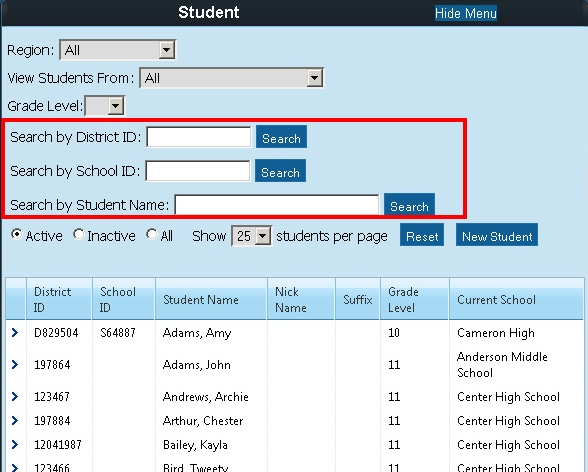 Student Hide Menu
Region: All
View Students From: All
Grade Level:
Search by District ID: Search
Search by School ID: Search
Search by Student Name: Search
Active Inactive All Show 25 students per page Reset New Student
District ID School ID Student Name Nick Name Suffix Grade Level Current School
D829504 S64887 Adams, Amy 10 Cameron High
197864 Adams, John 11 Anderson Middle School
123467 Andrews, Archie 11 Center High School
197884 Arthur, Chester 11 Center High School
12041987 Bailey, Kayla 11 Center High School
123466 Bird, Tweety 11 Center High School